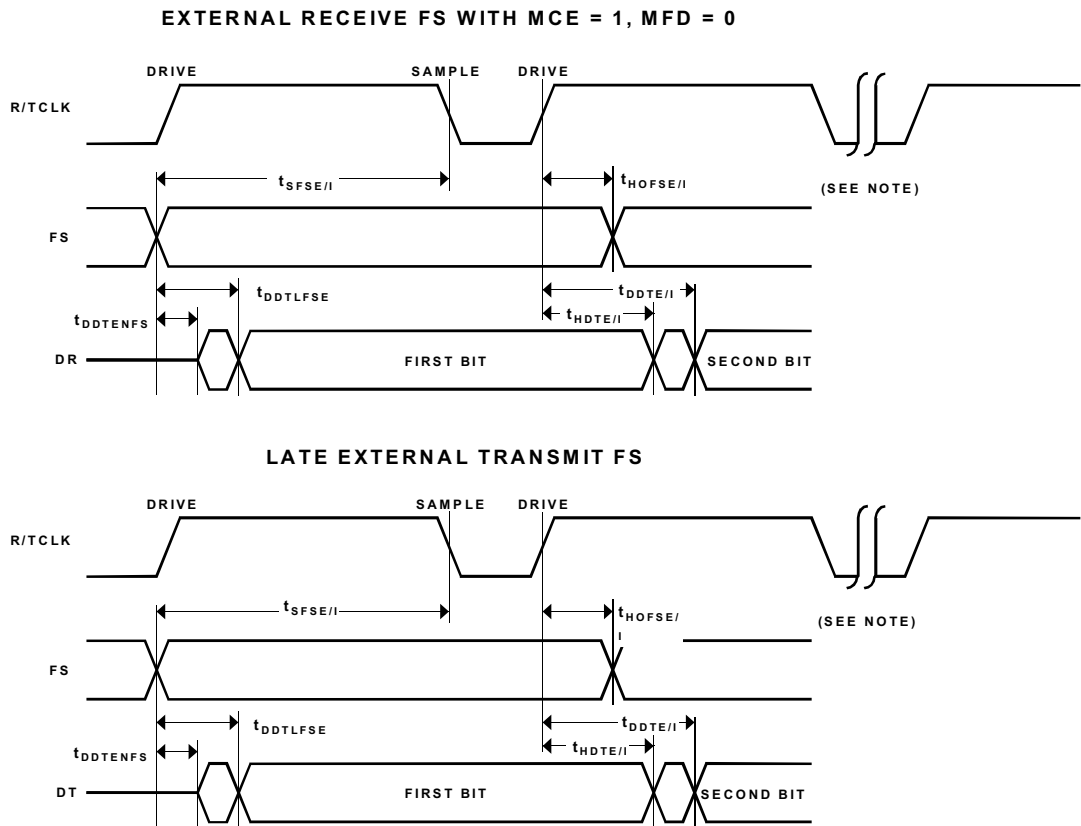 EXTERNAL RECEIVE FS WITH MCE = 1, MFD = 0
DRIVE SAMPLE DRIVE
R/TCLK
tSFSE/I tHOFSE/I (SEE NOTE)
FS
tDDTLFSE tDDTE/I
tDDTENFS tHDTE/I
DR FIRST BIT SECOND BIT
LATE EXTERNAL TRANSMIT FS
DRIVE SAMPLE DRIVE
R/TCLK
tSFSE/I tHOFSE/
I
(SEE NOTE)
FS
tDDTLFSE tDDTE/I
tDDTENFS tHDTE/I
DT FIRST BIT SECOND BIT